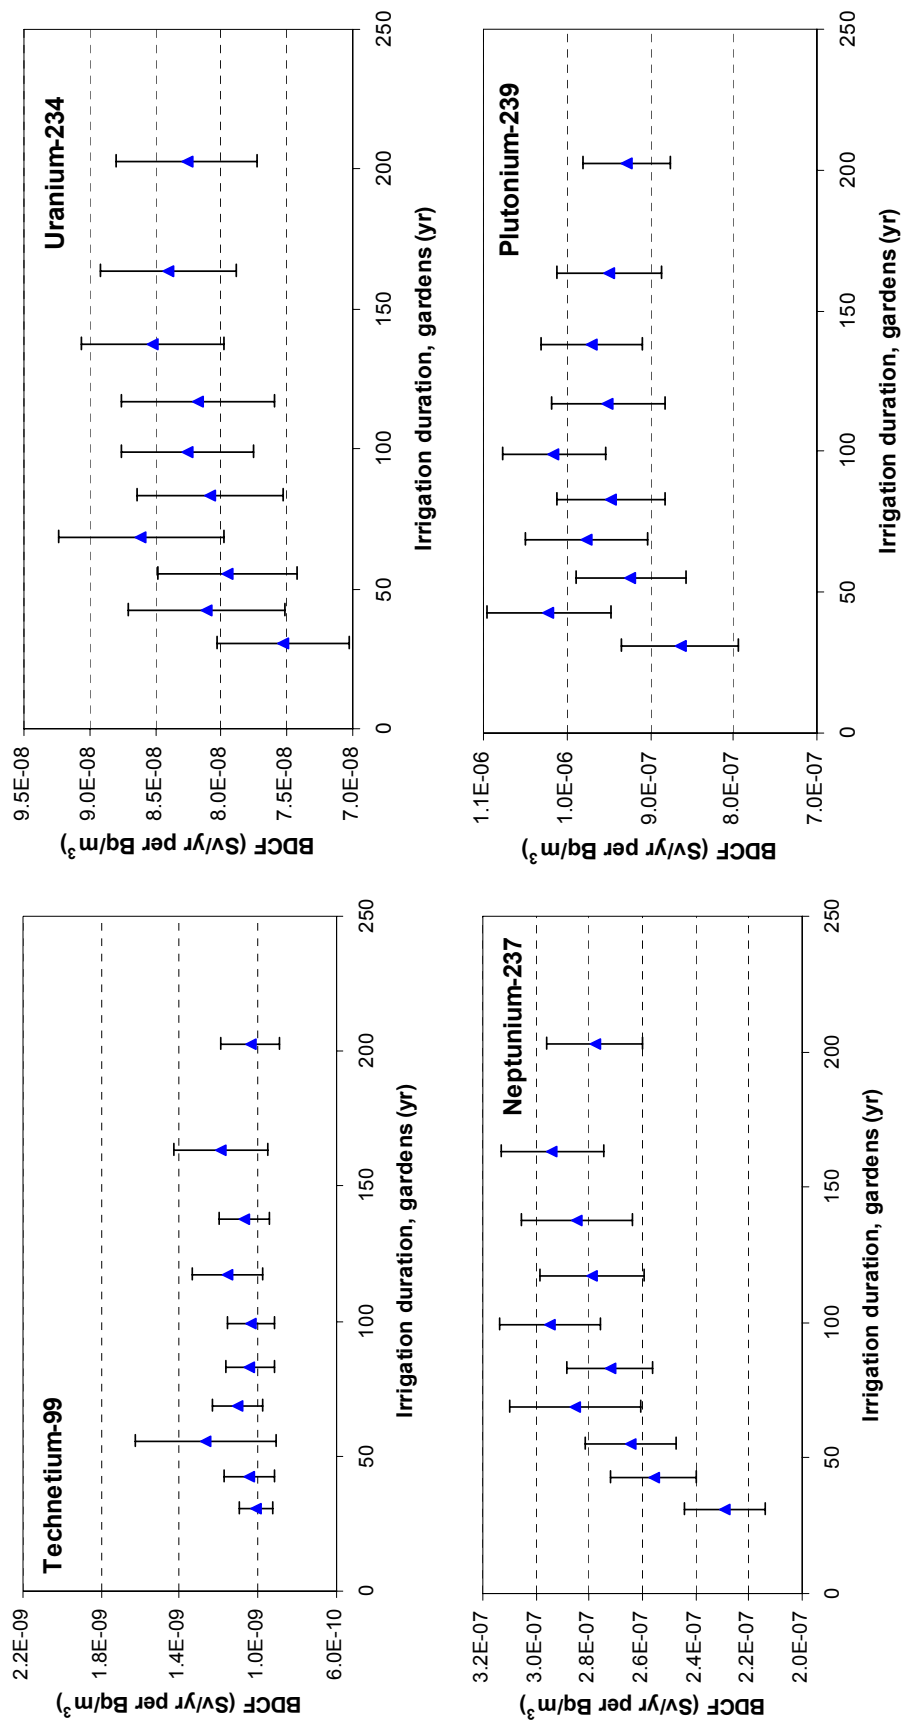 Technetium-99
BDCF (Sv/yr per Bq/m³)
2.2E-09
1.8E-09
1.4E-09
1.0E-09
6.0E-10
0 50 100 150 200 250
Irrigation duration, gardens (yr)
Uranium-234
BDCF (Sv/yr per Bq/m³)
9.5E-08
9.0E-08
8.5E-08
8.0E-08
7.5E-08
7.0E-08
0 50 100 150 200 250
Irrigation duration, gardens (yr)
Neptunium-237
BDCF (Sv/yr per Bq/m³)
3.2E-07
3.0E-07
2.8E-07
2.6E-07
2.4E-07
2.2E-07
2.0E-07
0 50 100 150 200 250
Irrigation duration, gardens (yr)
Plutonium-239
BDCF (Sv/yr per Bq/m³)
1.1E-06
1.0E-06
9.0E-07
8.0E-07
7.0E-07
0 50 100 150 200 250
Irrigation duration, gardens (yr)